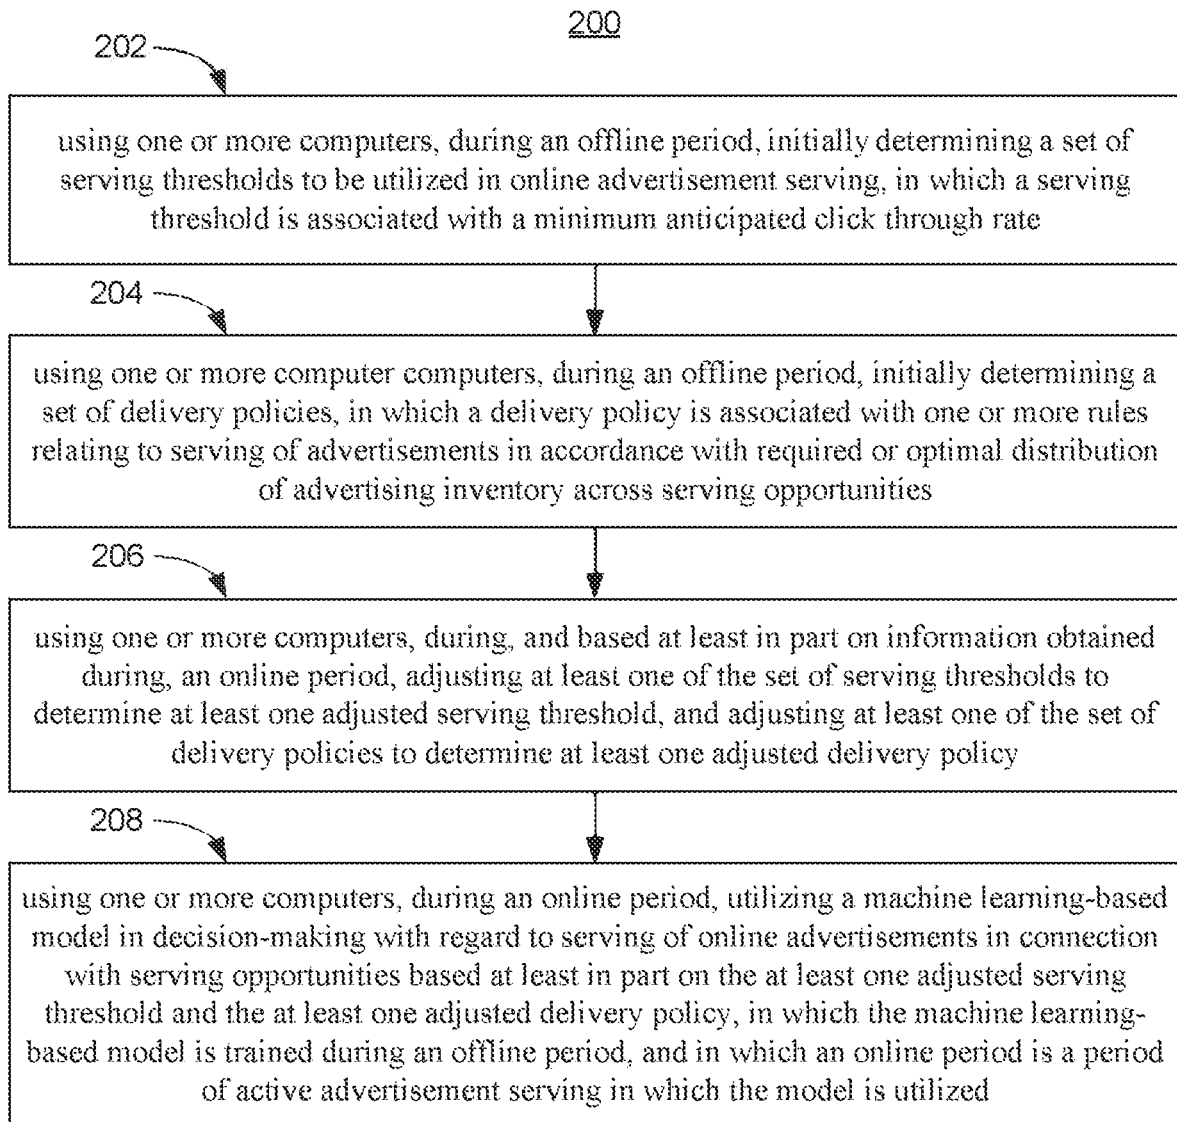 200
202
using one or more computers, during an offline period, initially determining a set of
serving thresholds to be utilized in online advertisement serving, in which a serving
threshold is associated with a minimum anticipated click through rate
204
using one or more computer computers, during an offline period, initially determining a
set of delivery policies, in which a delivery policy is associated with one or more rules
relating to serving of advertisements in accordance with required or optimal distribution
of advertising inventory across serving opportunities
206
using one or more computers, during, and based at least in part on information obtained
during, an online period, adjusting at least one of the set of serving thresholds to
determine at least one adjusted serving threshold, and adjusting at least one of the set of
delivery policies to determine at least one adjusted delivery policy
208
using one or more computers, during an online period, utilizing a machine learning-based
model in decision-making with regard to serving of online advertisements in connection
with serving opportunities based at least in part on the at least one adjusted serving
threshold and the at least one adjusted delivery policy, in which the machine learning-
based model is trained during an offline period, and in which an online period is a period
of active advertisement serving in which the model is utilized